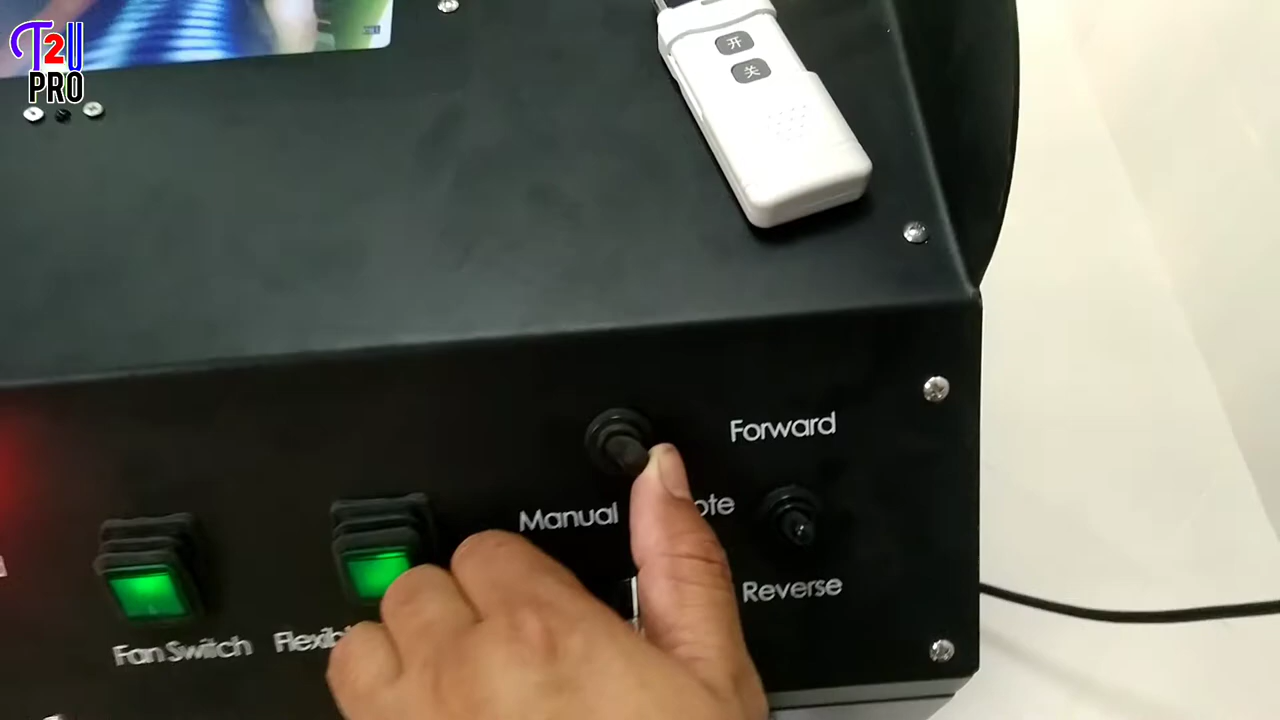 T2U
PRO
开
关
Forward
Manual
Reverse
Fan Switch